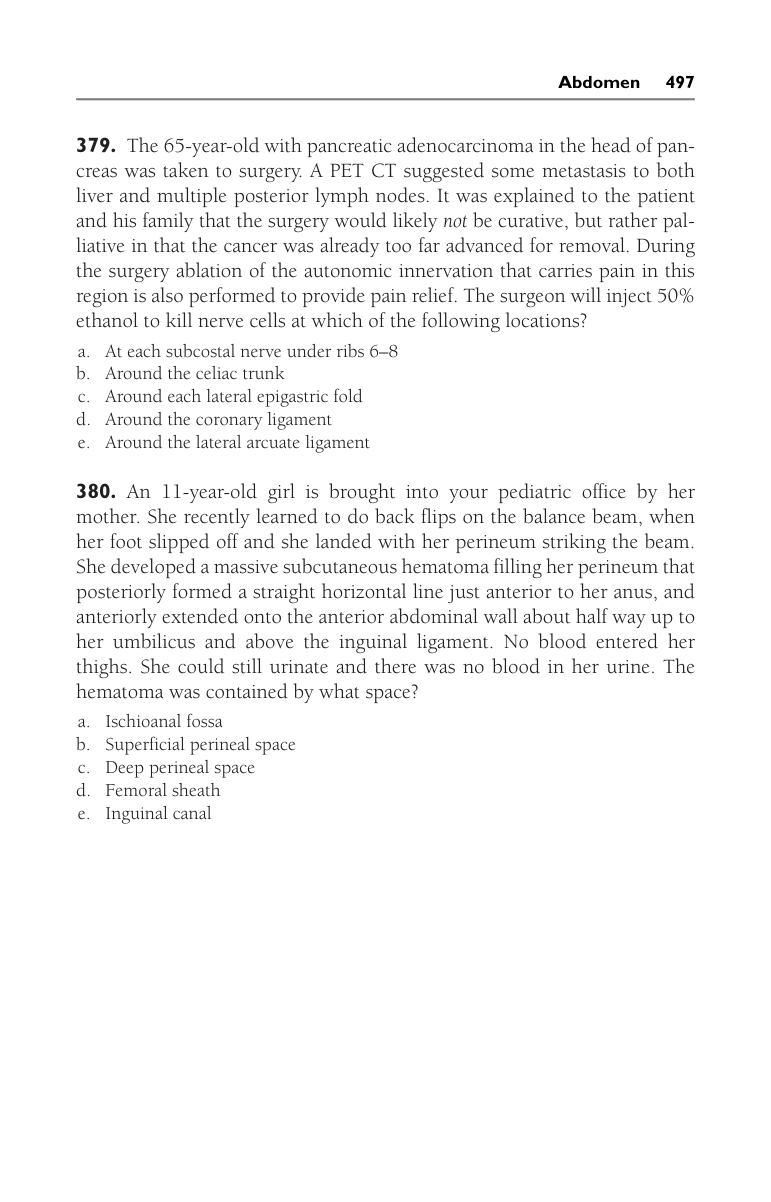 Abdomen 497
379. The 65-year-old with pancreatic adenocarcinoma in the head of pan-
creas was taken to surgery. A PET CT suggested some metastasis to both
liver and multiple posterior lymph nodes. It was explained to the patient
and his family that the surgery would likely not be curative, but rather pal-
liative in that the cancer was already too far advanced for removal. During
the surgery ablation of the autonomic innervation that carries pain in this
region is also performed to provide pain relief. The surgeon will inject 50%
ethanol to kill nerve cells at which of the following locations?
a. At each subcostal nerve under ribs 6–8
b. Around the celiac trunk
c. Around each lateral epigastric fold
d. Around the coronary ligament
e. Around the lateral arcuate ligament
380. An 11-year-old girl is brought into your pediatric office by her
mother. She recently learned to do back flips on the balance beam, when
her foot slipped off and she landed with her perineum striking the beam.
She developed a massive subcutaneous hematoma filling her perineum that
posteriorly formed a straight horizontal line just anterior to her anus, and
anteriorly extended onto the anterior abdominal wall about half way up to
her umbilicus and above the inguinal ligament. No blood entered her
thighs. She could still urinate and there was no blood in her urine. The
hematoma was contained by what space?
a. Ischioanal fossa
b. Superficial perineal space
c. Deep perineal space
d. Femoral sheath
e. Inguinal canal